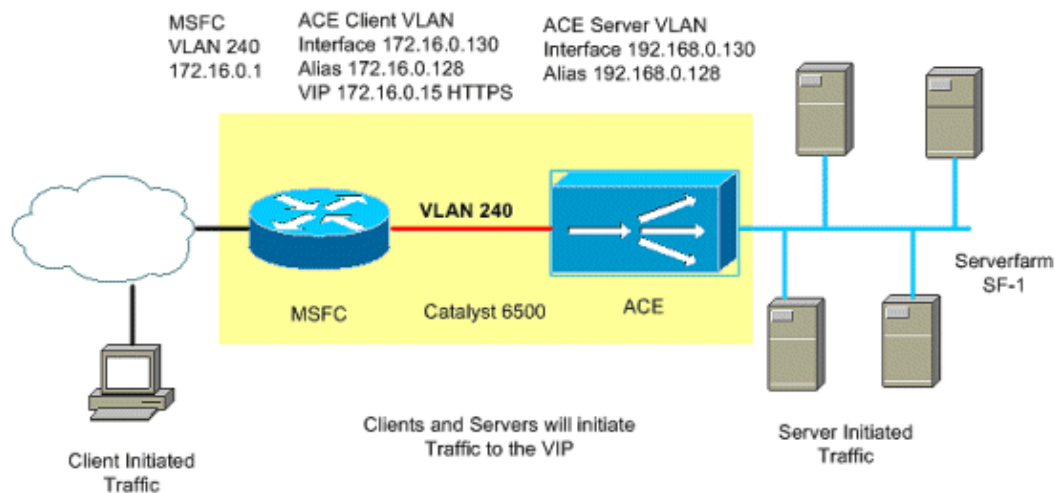 MSFC
VLAN 240
172.16.0.1
ACE Client VLAN
Interface 172.16.0.130
Alias 172.16.0.128
VIP 172.16.0.15 HTTPS
ACE Server VLAN
Interface 192.168.0.130
Alias 192.168.0.128
VLAN 240
MSFC
Catalyst 6500
ACE
Serverfarm
SF-1
Client Initiated
Traffic
Clients and Servers will initiate
Traffic to the VIP
Server Initiated
Traffic